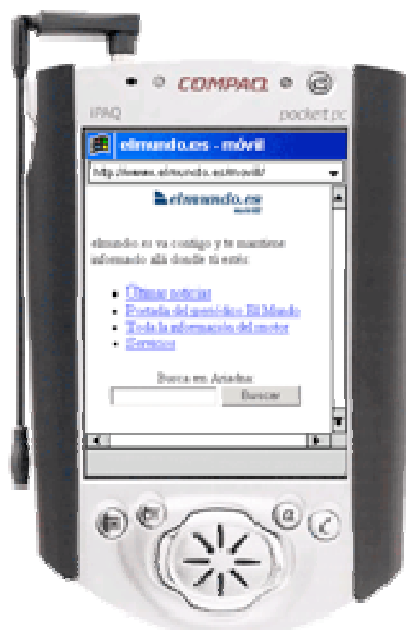 COMPAQ
iPAQ pocket pc
elmundo.es - móvil
http://www.elmundo.es/movil/
elmundo.es
móvil
elmundo.es va contigo y te mantiene
informado allá donde tú estés:
Últimas noticias
Portada del periódico El Mundo
Toda la información del motor
Servicios
Busca en Ariadna:
Buscar